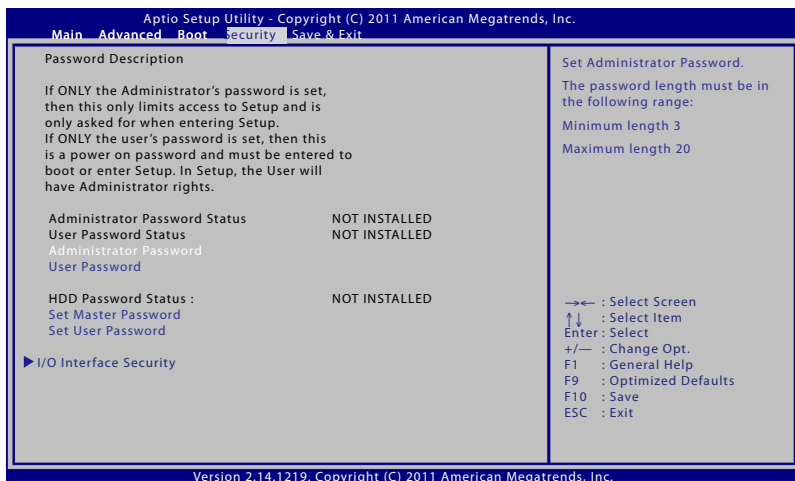 Aptio Setup Utility - Copyright (C) 2011 American Megatrends, Inc.
Main Advanced Boot Security Save & Exit
Password Description
If ONLY the Administrator's password is set,
then this only limits access to Setup and is
only asked for when entering Setup.
If ONLY the user's password is set, then this
is a power on password and must be entered to
boot or enter Setup. In Setup, the User will
have Administrator rights.
Administrator Password Status NOT INSTALLED
User Password Status NOT INSTALLED
Administrator Password
User Password
HDD Password Status : NOT INSTALLED
Set Master Password
Set User Password
I/O Interface Security
Set Administrator Password.
The password length must be in
the following range:
Minimum length 3
Maximum length 20
→← : Select Screen
↑↓ : Select Item
Enter : Select
+/— : Change Opt.
F1 : General Help
F9 : Optimized Defaults
F10 : Save
ESC : Exit
Version 2.14.1219. Copyright (C) 2011 American Megatrends, Inc.